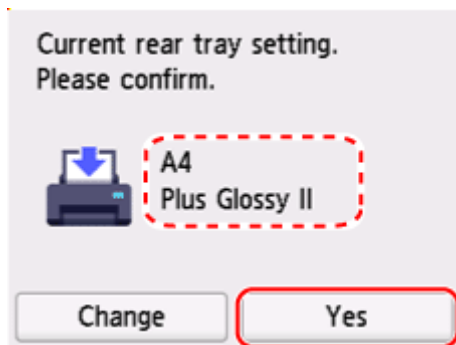 Current rear tray setting.
Please confirm.
A4
Plus Glossy II
Change
Yes